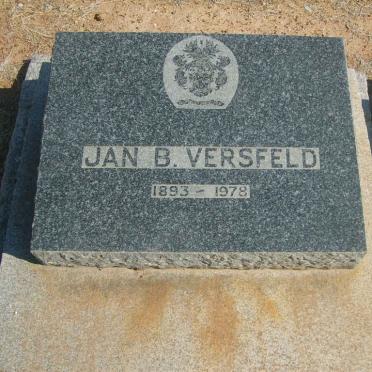 JAN B. VERSFELD
1893 - 1978